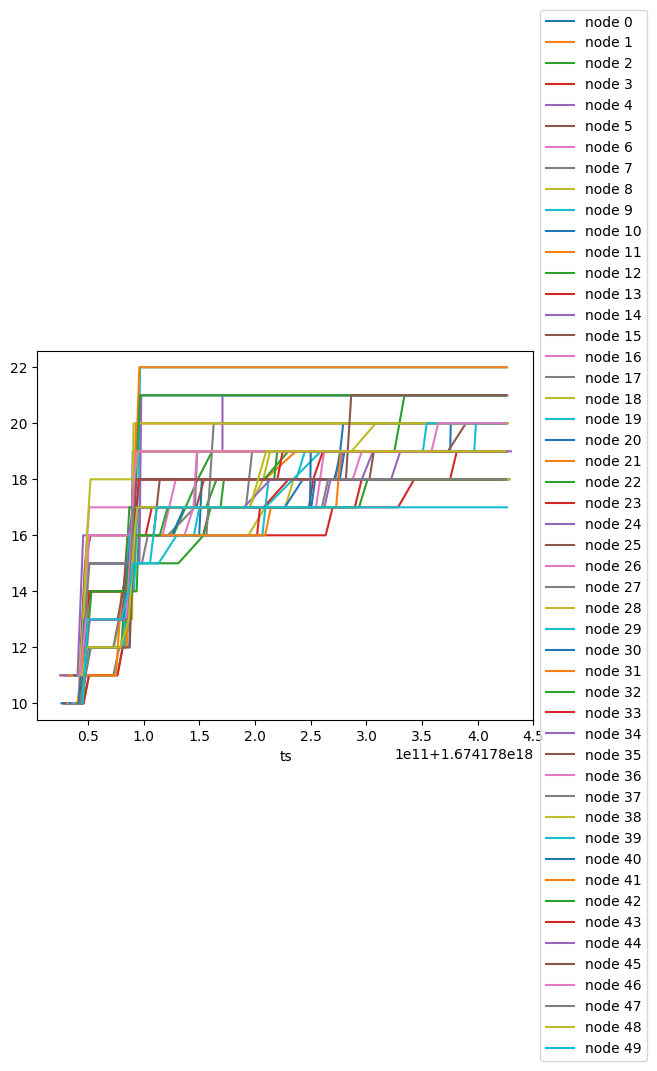 node 0
node 1
node 2
node 3
node 4
node 5
node 6
node 7
node 8
node 9
node 10
node 11
node 12
node 13
node 14
node 15
node 16
node 17
node 18
node 19
node 20
node 21
node 22
node 23
node 24
node 25
node 26
node 27
node 28
node 29
node 30
node 31
node 32
node 33
node 34
node 35
node 36
node 37
node 38
node 39
node 40
node 41
node 42
node 43
node 44
node 45
node 46
node 47
node 48
node 49
22
20
18
16
14
12
10
0.5 1.0 1.5 2.0 2.5 3.0 3.5 4.0 4.5
ts
1e11+1.674178e18